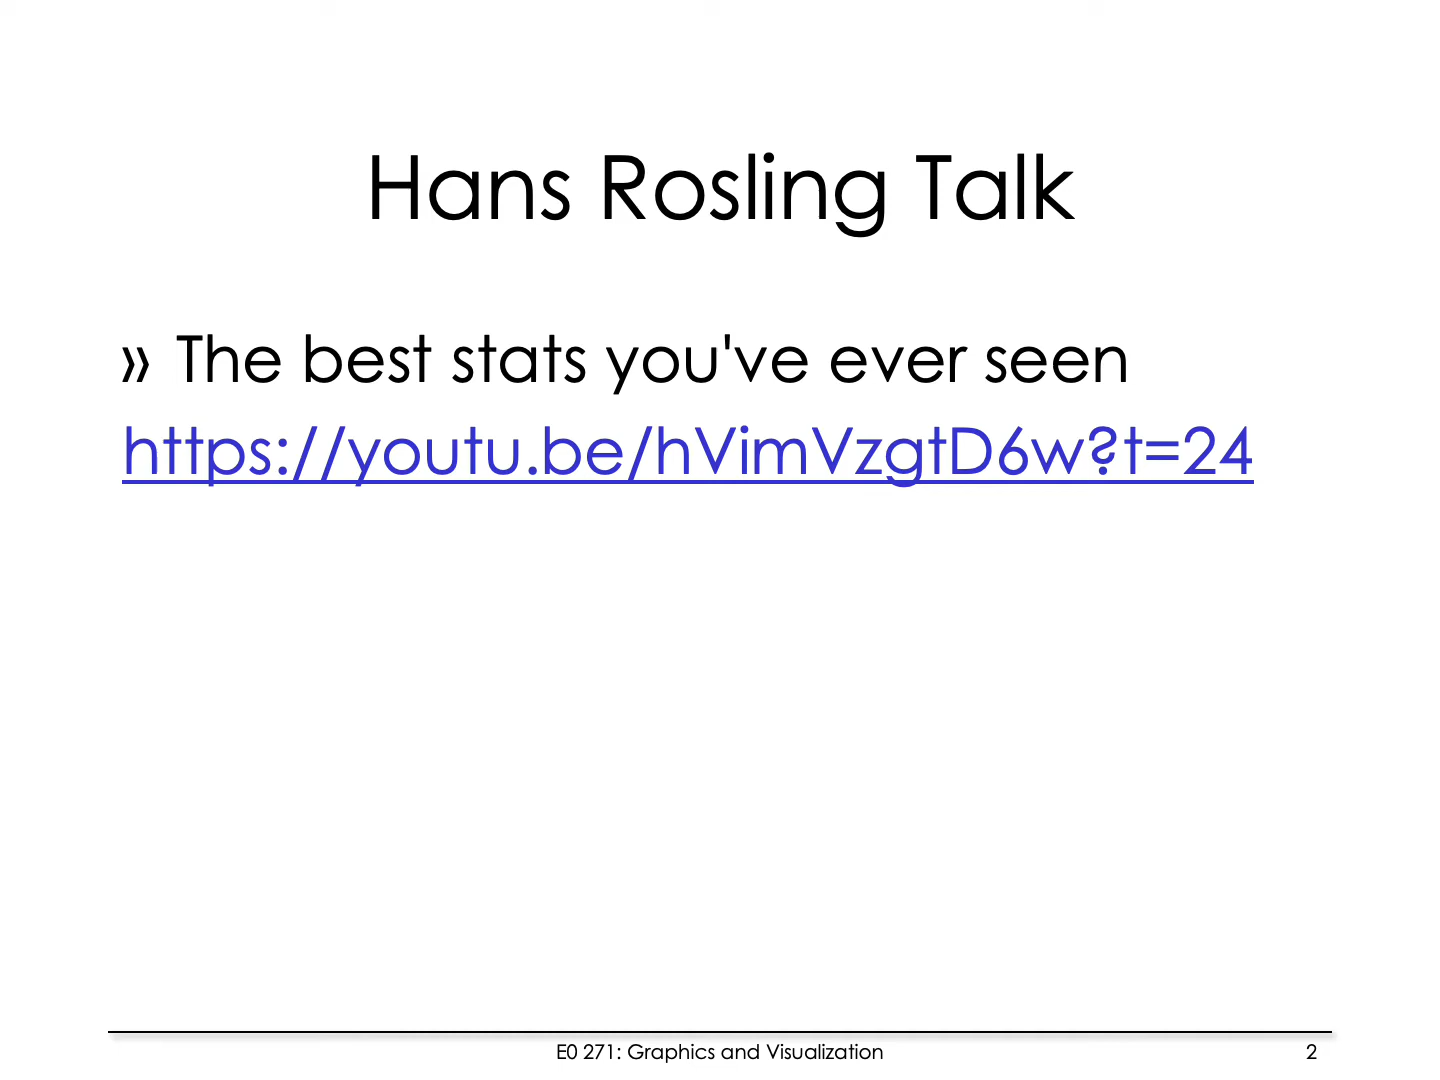 Hans Rosling Talk
» The best stats you've ever seen
https://youtu.be/hVimVzgtD6w?t=24
E0 271: Graphics and Visualization
2